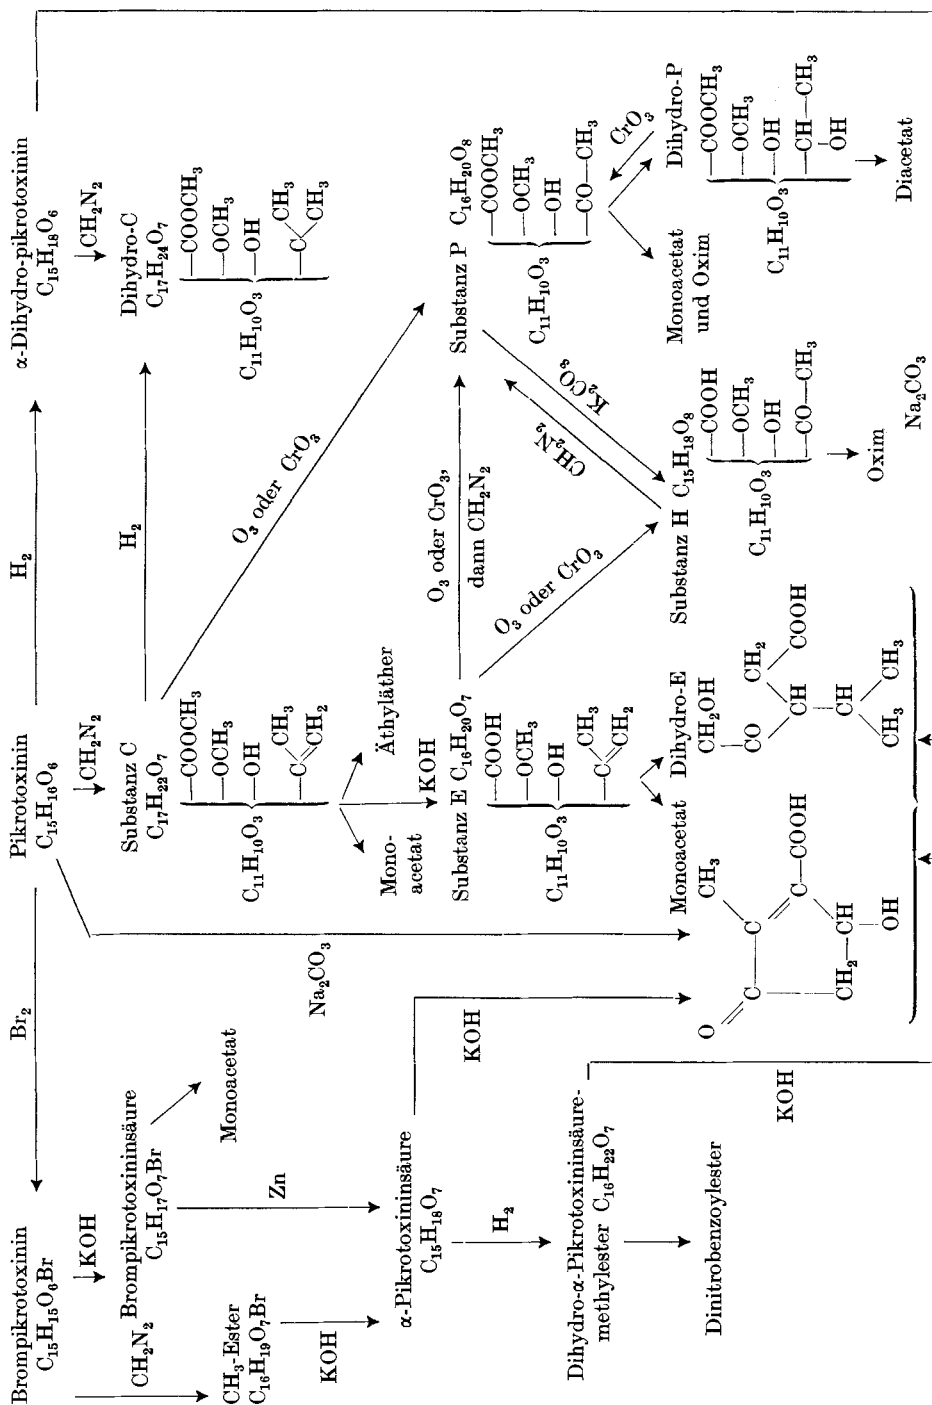 Brompikrotoxinin
C₁₅H₁₅O₆Br
Br₂
Pikrotoxinin
C₁₅H₁₆O₆
H₂
α-Dihydro-pikrotoxinin
C₁₅H₁₈O₆
KOH
CH₂N₂
CH₂N₂
CH₂N₂
Brompikrotoxininsäure
C₁₅H₁₇O₇Br
Monoacetat
CH₃-Ester
C₁₆H₁₉O₇Br
KOH
Zn
Substanz C
C₁₇H₂₂O₇
—COOCH₃
—OCH₃
—OH
—C
CH₃
CH₂
C₁₁H₁₀O₃
H₂
Dihydro-C
C₁₇H₂₄O₇
—COOCH₃
—OCH₃
—OH
—C
CH₃
CH₃
C₁₁H₁₀O₃
O₃ oder CrO₃
Na₂CO₃
Mono-
acetat
KOH
Äthyläther
α-Pikrotoxininsäure
C₁₅H₁₈O₇
KOH
H₂
Substanz E C₁₆H₂₀O₇
—COOH
—OCH₃
—OH
—C
CH₃
CH₂
C₁₁H₁₀O₃
O₃ oder CrO₃,
dann CH₂N₂
O₃ oder CrO₃
Substanz P C₁₆H₂₀O₈
—COOCH₃
—OCH₃
—OH
—CO—CH₃
C₁₁H₁₀O₃
CH₂N₂
K₂CO₃
CrO₃
Dihydro-α-Pikrotoxininsäure-
methylester C₁₆H₂₂O₇
KOH
Dinitrobenzoylester
Monoacetat
Dihydro-E
Substanz H C₁₅H₁₈O₈
—COOH
—OCH₃
—OH
—CO—CH₃
C₁₁H₁₀O₃
Oxim
Monoacetat
und Oxim
Dihydro-P
—COOCH₃
—OCH₃
—OH
—CH—CH₃
OH
C₁₁H₁₀O₃
Diacetat
O
C
C
CH₃
C—COOH
CH₂—CH
OH
CH₂OH
CO
CH₂
COOH
CH
CH
CH₃
CH₃
Na₂CO₃